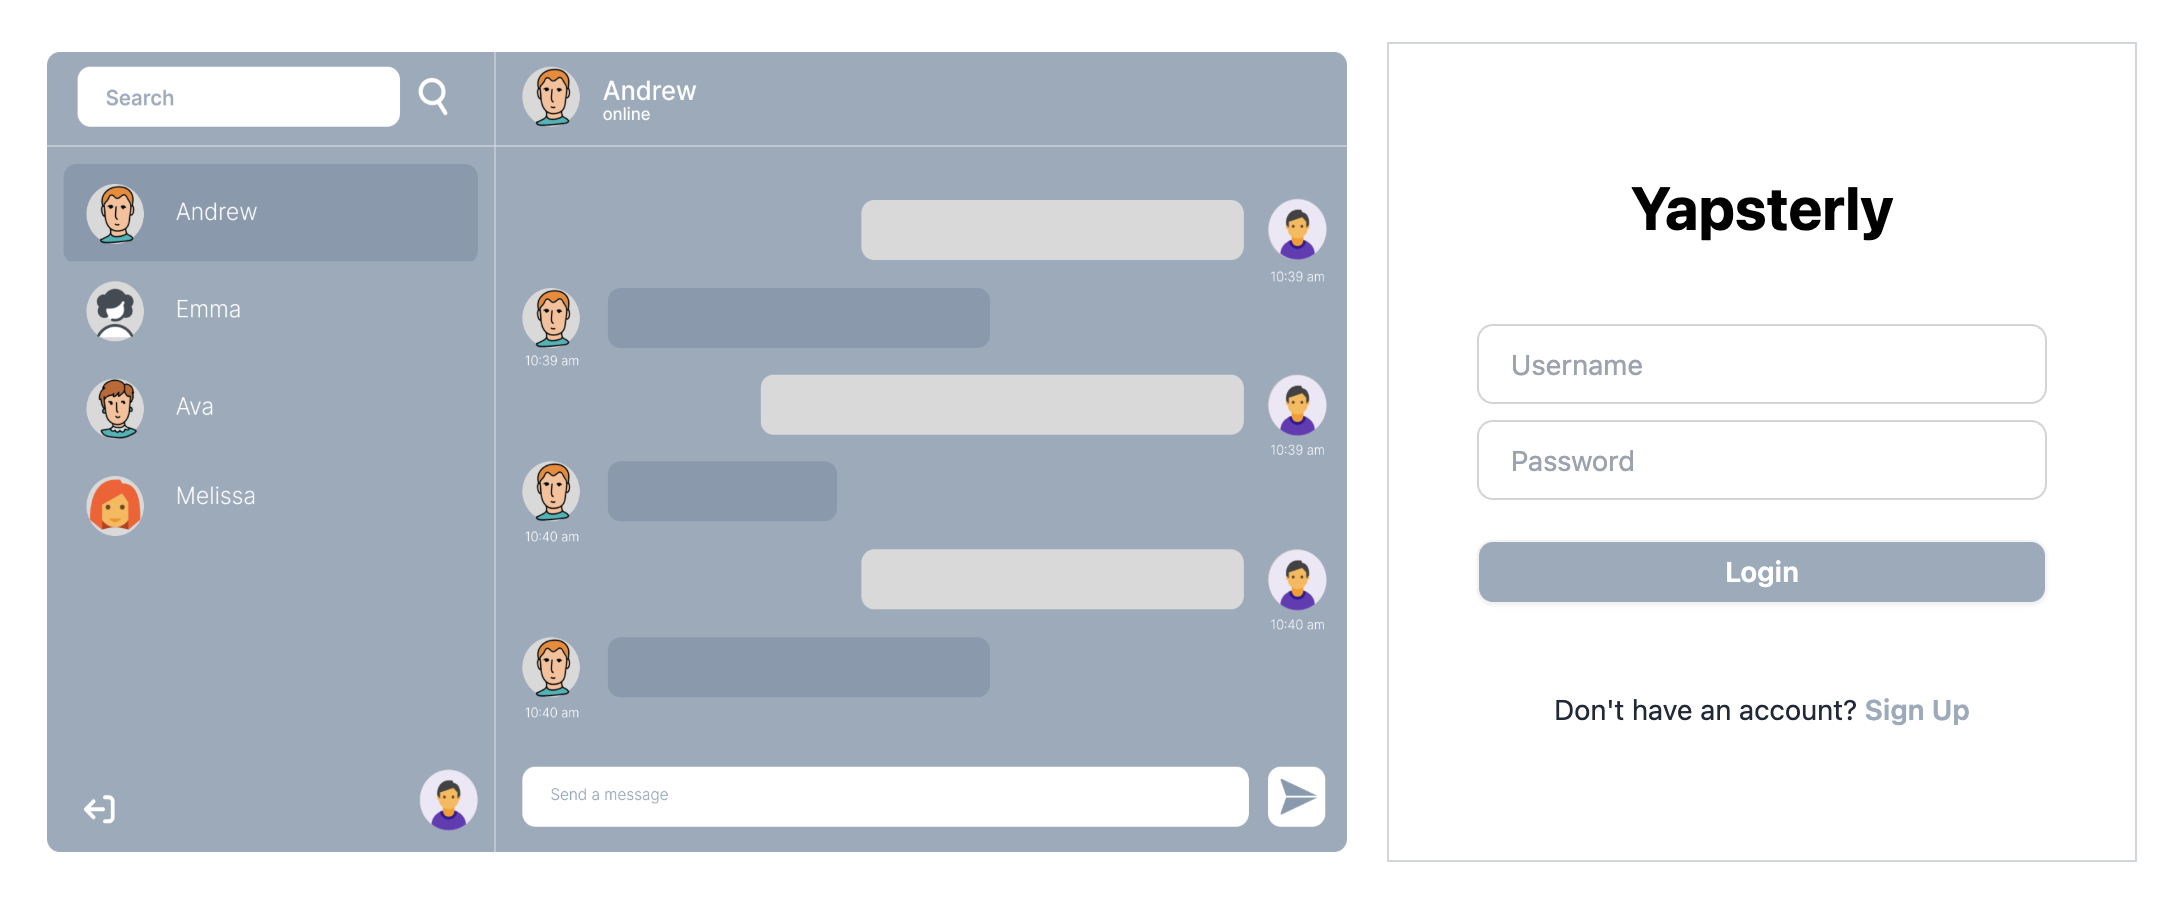 Search
Andrew
Emma
Ava
Melissa
Andrew
online
10:39 am
10:39 am
10:39 am
10:40 am
10:40 am
10:40 am
Send a message
Yapsterly
Username
Password
Login
Don't have an account? Sign Up